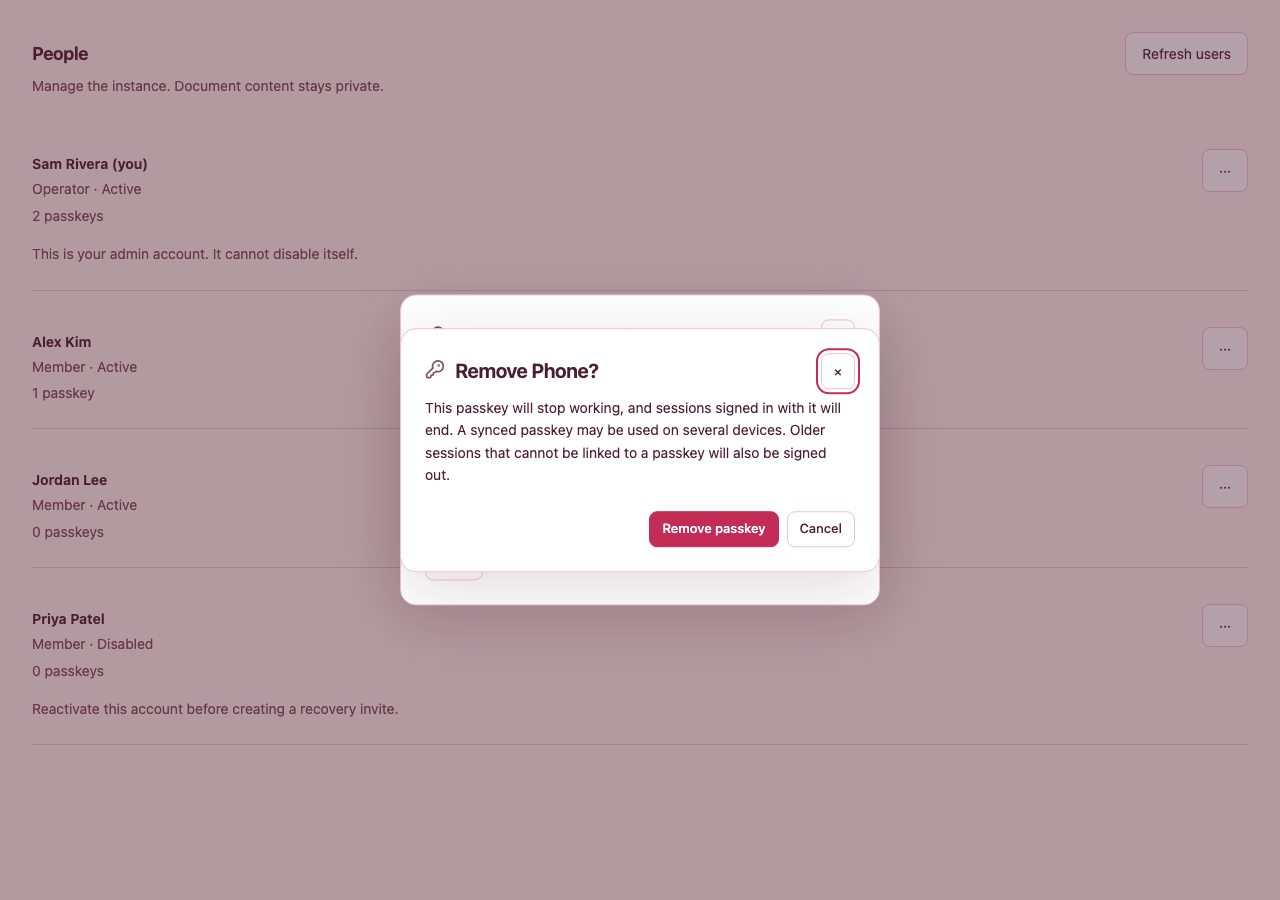 People
Refresh users
Manage the instance. Document content stays private.
Sam Rivera (you)
...
Operator · Active
2 passkeys
This is your admin account. It cannot disable itself.
Alex Kim
...
Member · Active
1 passkey
Remove Phone?
×
This passkey will stop working, and sessions signed in with it will
end. A synced passkey may be used on several devices. Older
sessions that cannot be linked to a passkey will also be signed
out.
Remove passkey
Cancel
Jordan Lee
...
Member · Active
0 passkeys
Priya Patel
...
Member · Disabled
0 passkeys
Reactivate this account before creating a recovery invite.